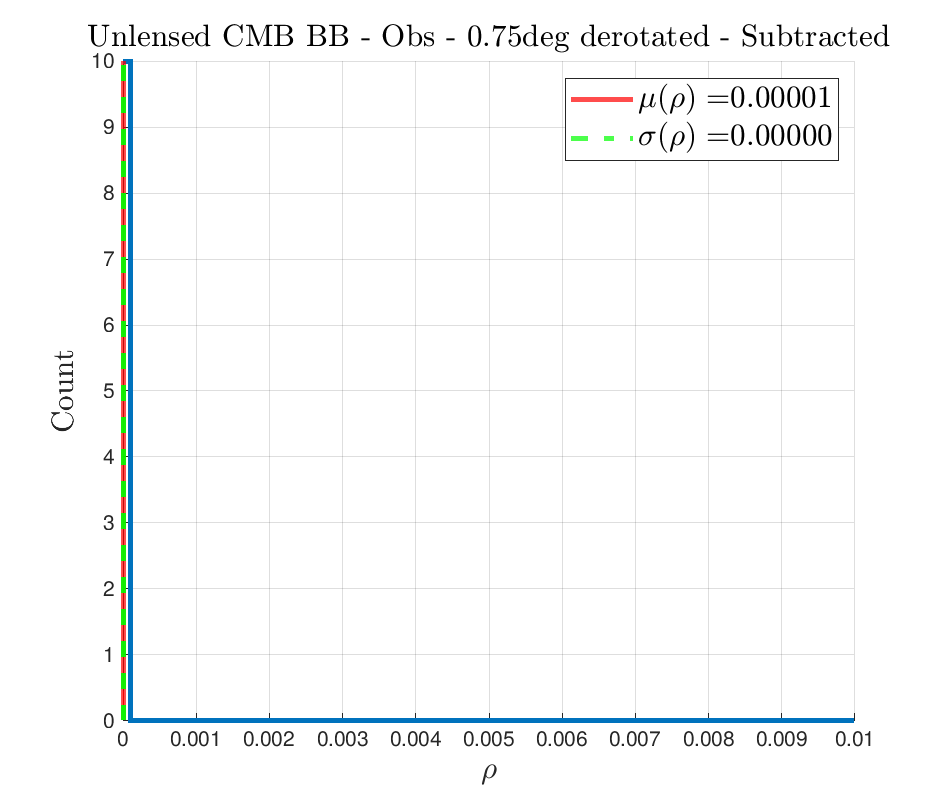 Unlensed CMB BB - Obs - 0.75deg derotated - Subtracted
μ(ρ) =0.00001
σ(ρ) =0.00000
Count
10
9
8
7
6
5
4
3
2
1
0
0 0.001 0.002 0.003 0.004 0.005 0.006 0.007 0.008 0.009 0.01
ρ